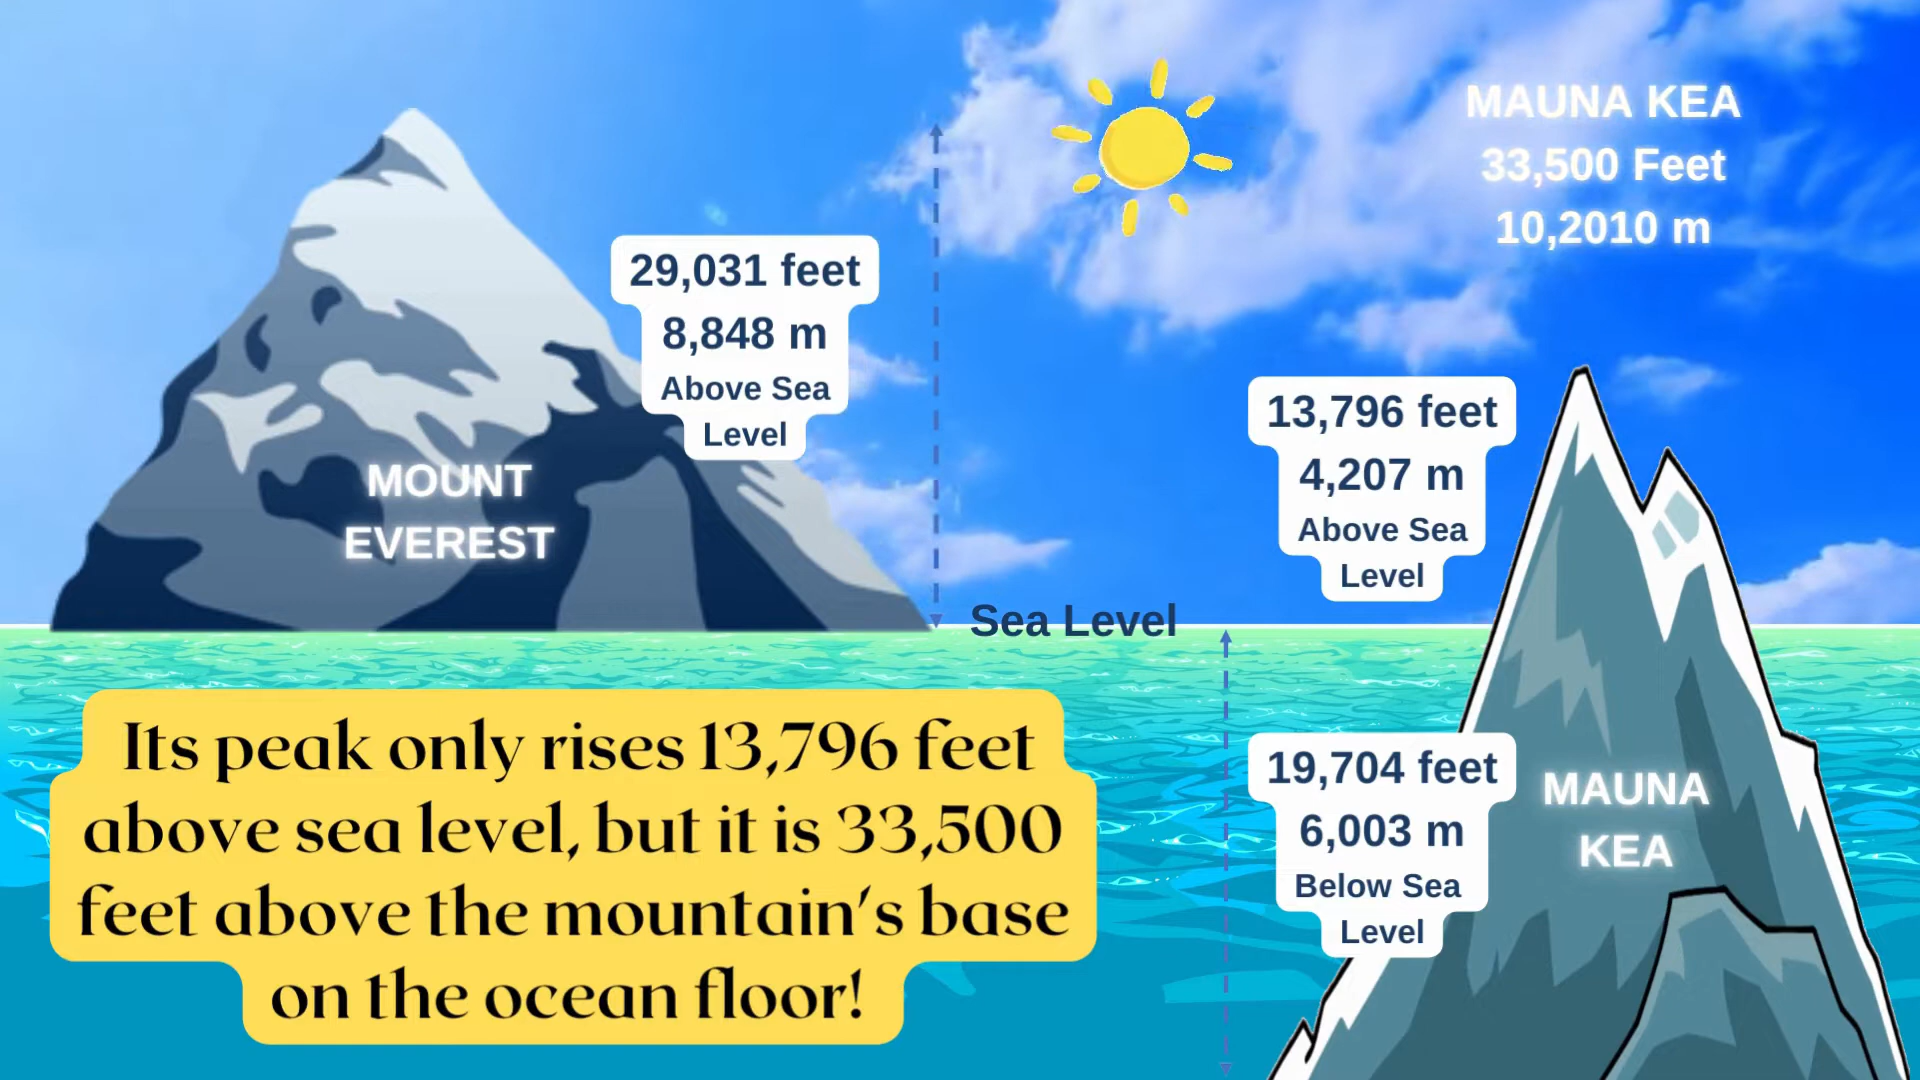 MAUNA KEA
33,500 Feet
10,2010 m
29,031 feet
8,848 m
Above Sea
Level
MOUNT
EVEREST
13,796 feet
4,207 m
Above Sea
Level
Sea Level
Its peak only rises 13,796 feet
above sea level, but it is 33,500
feet above the mountain's base
on the ocean floor!
19,704 feet
6,003 m
Below Sea
Level
MAUNA
KEA